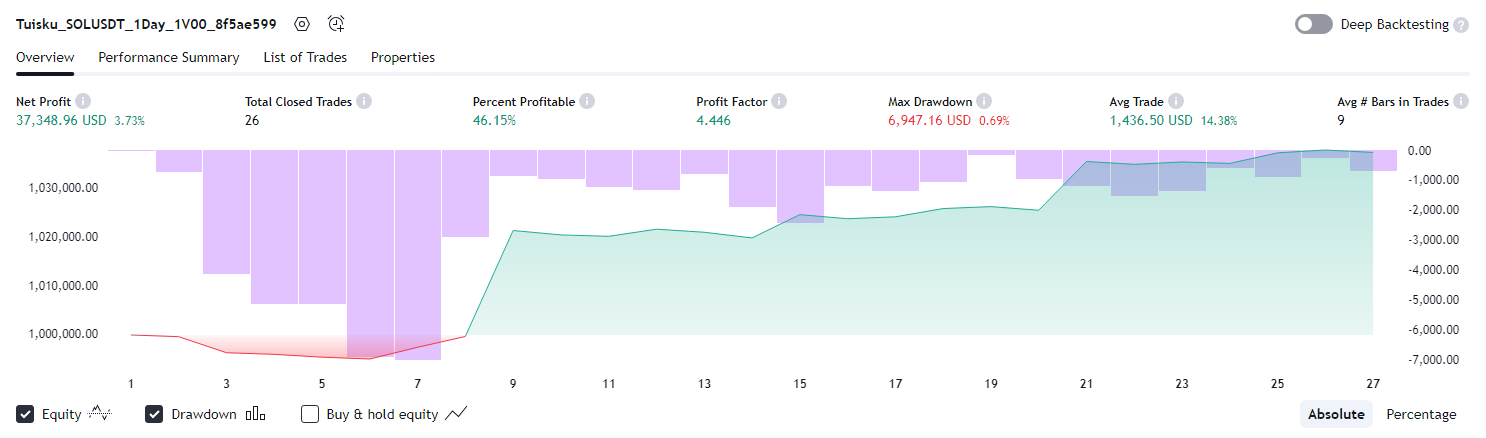 Tuisku_SOLUSDT_1Day_1V00_8f5ae599 Deep Backtesting ?
Overview Performance Summary List of Trades Properties
Net Profit Total Closed Trades Percent Profitable Profit Factor Max Drawdown Avg Trade Avg # Bars in Trades
37,348.96 USD 3.73% 26 46.15% 4.446 6,947.16 USD 0.69% 1,436.50 USD 14.38% 9
0.00
1,030,000.00 -1,000.00
-2,000.00
1,020,000.00 -3,000.00
-4,000.00
1,010,000.00 -5,000.00
1,000,000.00 -6,000.00
-7,000.00
1 3 5 7 9 11 13 15 17 19 21 23 25 27
Equity Drawdown Buy & hold equity Absolute Percentage